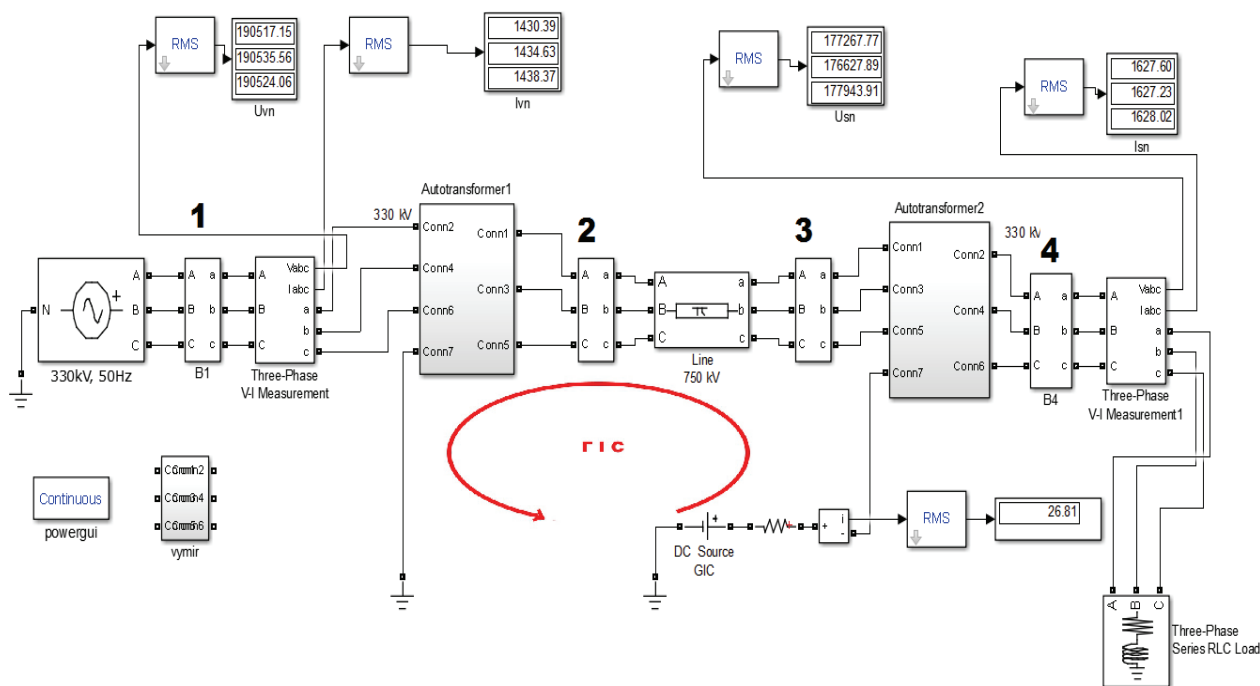 RMS
190517.15
190535.56
190524.06
Uvn
RMS
1430.39
1434.63
1438.37
Ivn
RMS
177267.77
176627.89
177943.91
Usn
RMS
1627.60
1627.23
1628.02
Isn
1
2
3
4
N
+
A
B
C
330kV, 50Hz
A
B
C
a
b
c
B1
A
B
C
Vabc
Iabc
a
b
c
Three-Phase
V-I Measurement
330 kV
Autotransformer1
Conn2
Conn4
Conn6
Conn7
Conn1
Conn3
Conn5
A
B
C
a
b
c
A
B
C
π
a
b
c
Line
750 kV
A
B
C
a
b
c
Autotransformer2
Conn1
Conn3
Conn5
Conn7
Conn2
Conn4
Conn6
330 kV
A
B
C
a
b
c
B4
A
B
C
Vabc
Iabc
a
b
c
Three-Phase
V-I Measurement1
ГІС
Continuous
powergui
vymir
+
DC Source
GIC
+
+
i
-
RMS
26.81
A
B
C
Three-Phase
Series RLC Load